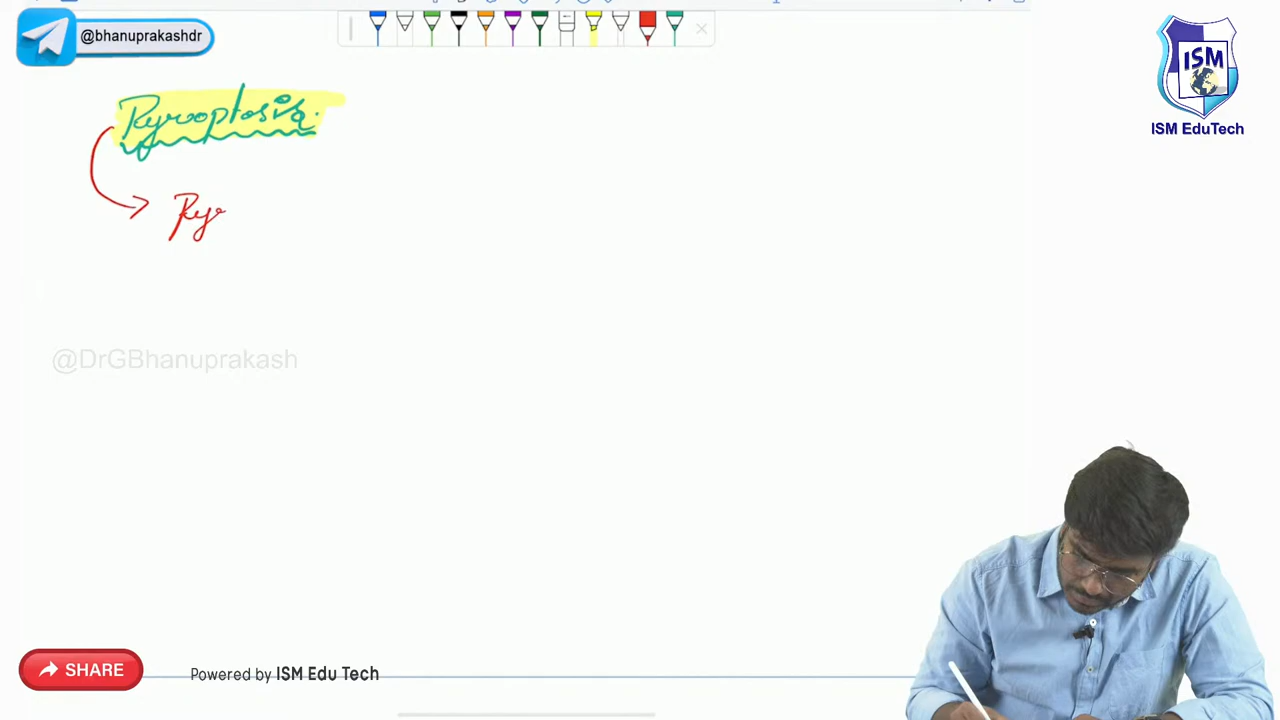 @bhanuprakashdr
ISM
ISM EduTech
Pyroptosis.
Pyr
@DrGBhanuprakash
SHARE
Powered by ISM Edu Tech